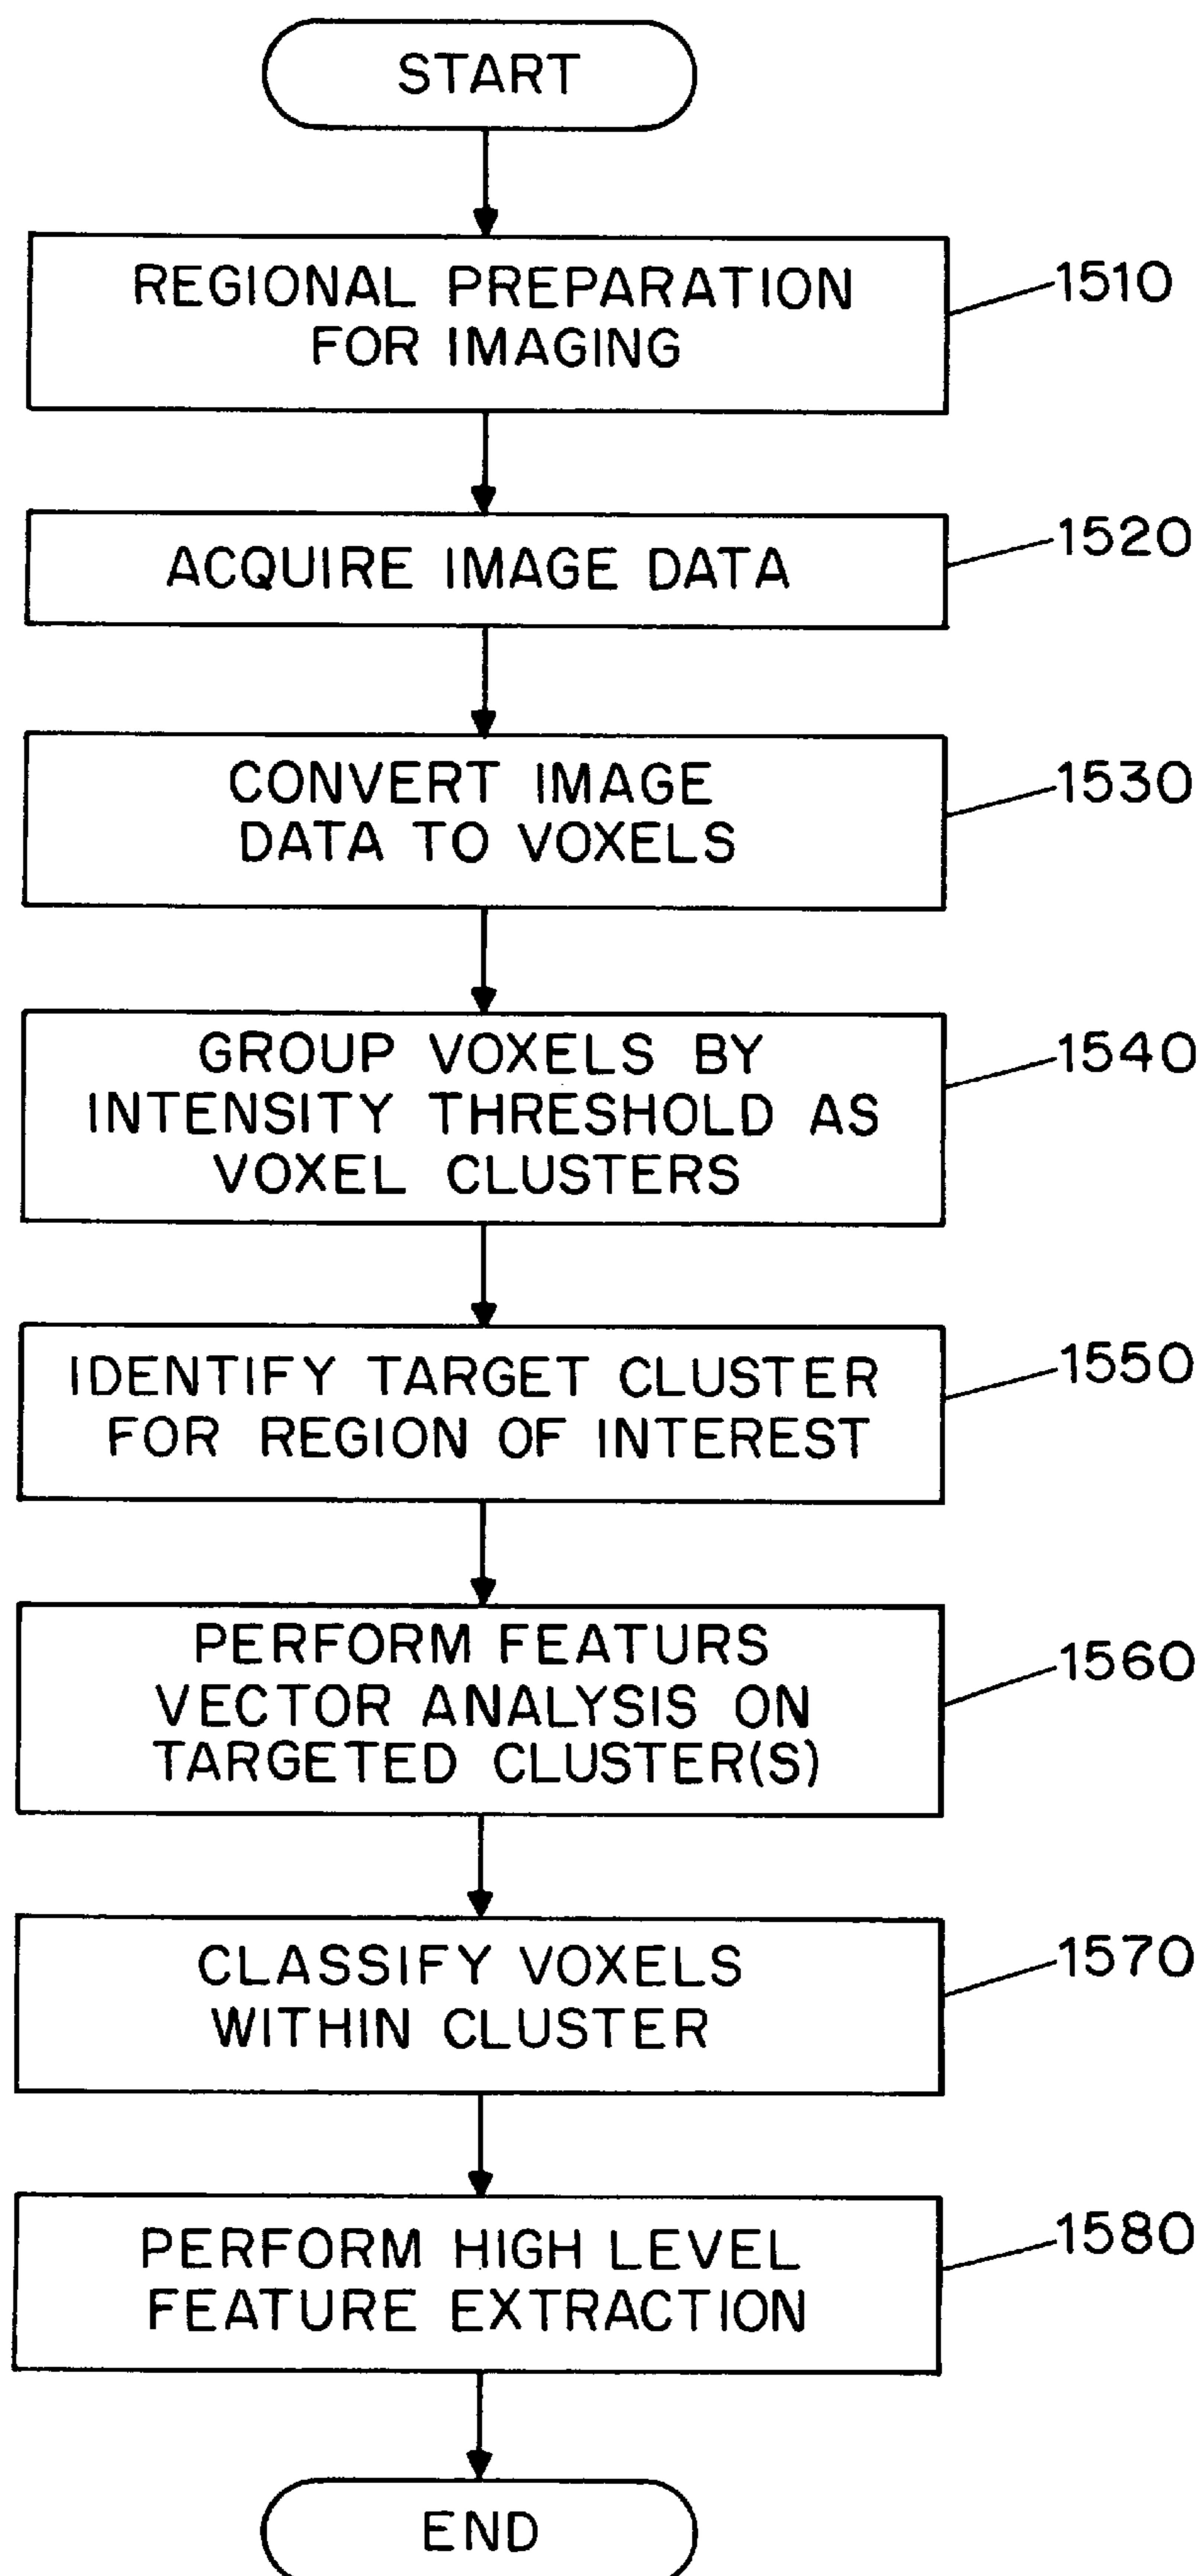 START
REGIONAL PREPARATION
FOR IMAGING
1510
ACQUIRE IMAGE DATA
1520
CONVERT IMAGE
DATA TO VOXELS
1530
GROUP VOXELS BY
INTENSITY THRESHOLD AS
VOXEL CLUSTERS
1540
IDENTIFY TARGET CLUSTER
FOR REGION OF INTEREST
1550
PERFORM FEATURS
VECTOR ANALYSIS ON
TARGETED CLUSTER(S)
1560
CLASSIFY VOXELS
WITHIN CLUSTER
1570
PERFORM HIGH LEVEL
FEATURE EXTRACTION
1580
END